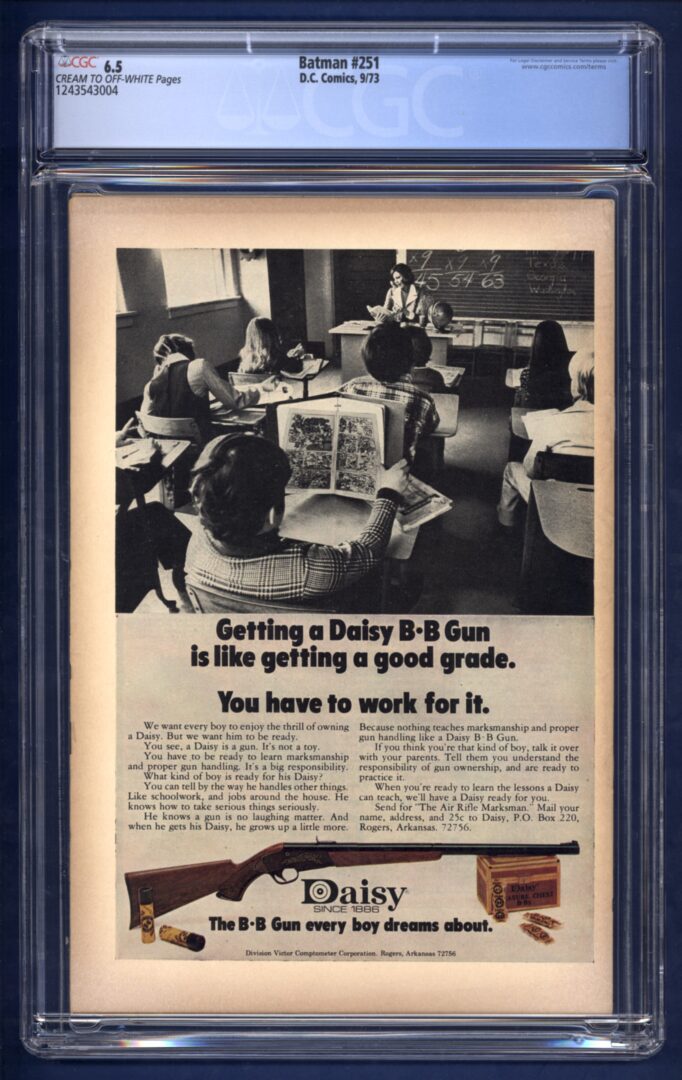 CGC 6.5
CREAM TO OFF-WHITE Pages
1243543004
Batman #251
D.C. Comics, 9/73
www.cgccomics.com/terms
CGC
x9 x9 x9
45 54 63
Texas
Georgia
Getting a Daisy B·B Gun
is like getting a good grade.
You have to work for it.
We want every boy to enjoy the thrill of owning
a Daisy. But we want him to be ready.
You see, a Daisy is a gun. It's not a toy.
You have to be ready to learn marksmanship
and proper gun handling. It's a big responsibility.
What kind of boy is ready for his Daisy?
You can tell by the way he handles other things.
Like schoolwork, and jobs around the house. He
knows how to take serious things seriously.
He knows a gun is no laughing matter. And
when he gets his Daisy, he grows up a little more.
Because nothing teaches marksmanship and proper
gun handling like a Daisy B·B Gun.
If you think you're that kind of boy, talk it over
with your parents. Tell them you understand the
responsibility of gun ownership, and are ready to
practice it.
When you're ready to learn the lessons a Daisy
can teach, we'll have a Daisy ready for you.
Send for "The Air Rifle Marksman." Mail your
name, address, and 25¢ to Daisy, P.O. Box 220,
Rogers, Arkansas. 72756.
Daisy®
SINCE 1886
Daisy
The B·B Gun every boy dreams about.
Division Victor Comptometer Corporation. Rogers, Arkansas 72756